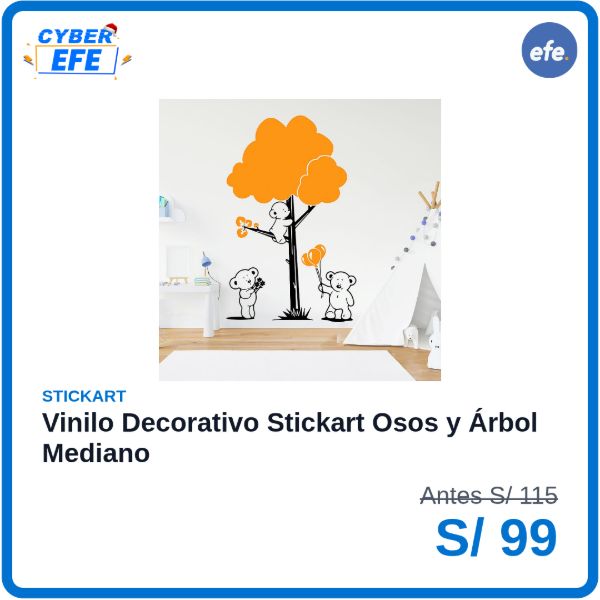 CYBER
EFE
efe.
STICKART
Vinilo Decorativo Stickart Osos y Árbol
Mediano
Antes S/ 115
S/ 99